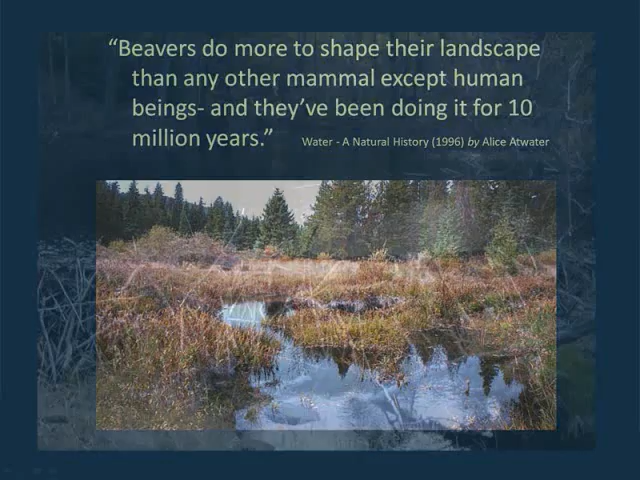 “Beavers do more to shape their landscape
than any other mammal except human
beings- and they’ve been doing it for 10
million years.” Water - A Natural History (1996) by Alice Atwater